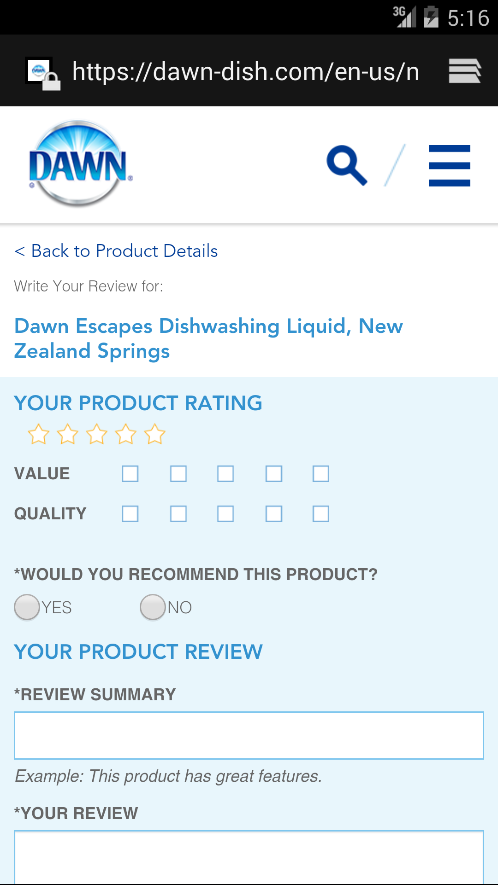 3G 5:16
https://dawn-dish.com/en-us/n
DAWN
< Back to Product Details
Write Your Review for:
Dawn Escapes Dishwashing Liquid, New
Zealand Springs
YOUR PRODUCT RATING
VALUE
QUALITY
*WOULD YOU RECOMMEND THIS PRODUCT?
YES NO
YOUR PRODUCT REVIEW
*REVIEW SUMMARY
Example: This product has great features.
*YOUR REVIEW